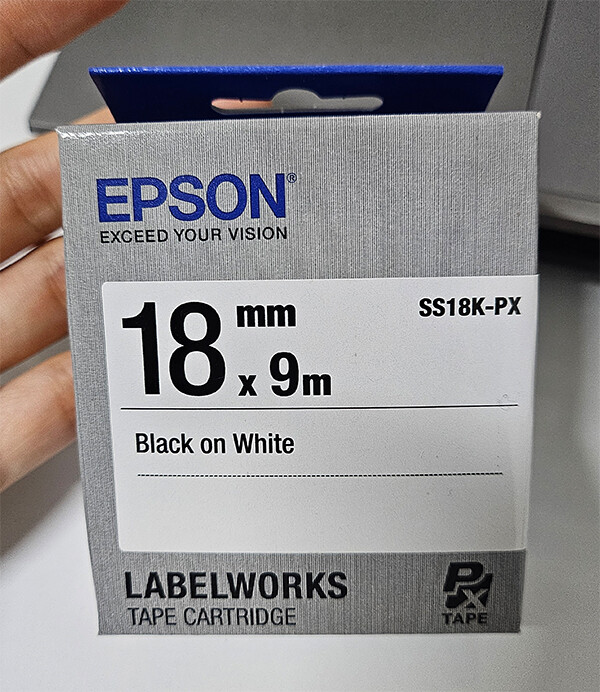 EPSON®
EXCEED YOUR VISION
18 mm x 9m
SS18K-PX
Black on White
LABELWORKS
TAPE CARTRIDGE
Px
TAPE